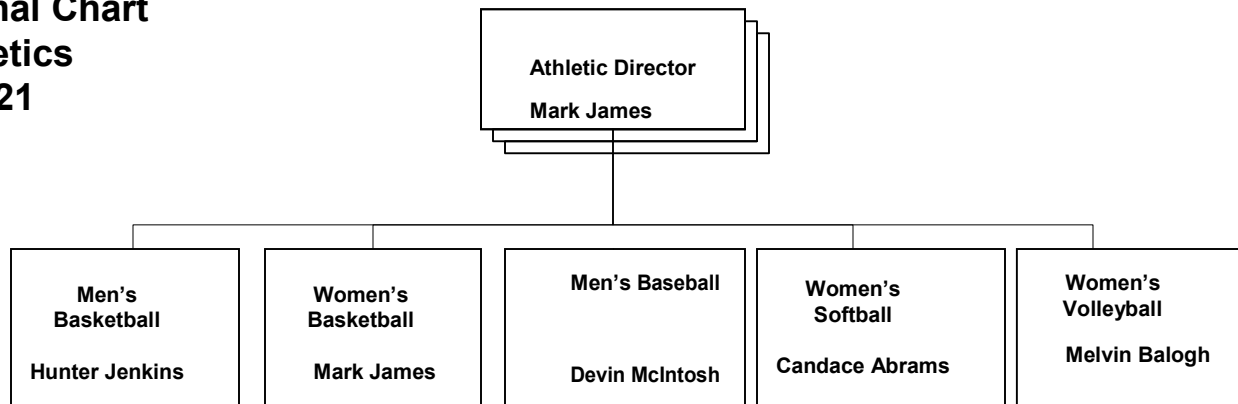 nal Chart
etics
21
Athletic Director
Mark James
Men's
Basketball
Hunter Jenkins
Women's
Basketball
Mark James
Men's Baseball
Devin McIntosh
Women's
Softball
Candace Abrams
Women's
Volleyball
Melvin Balogh